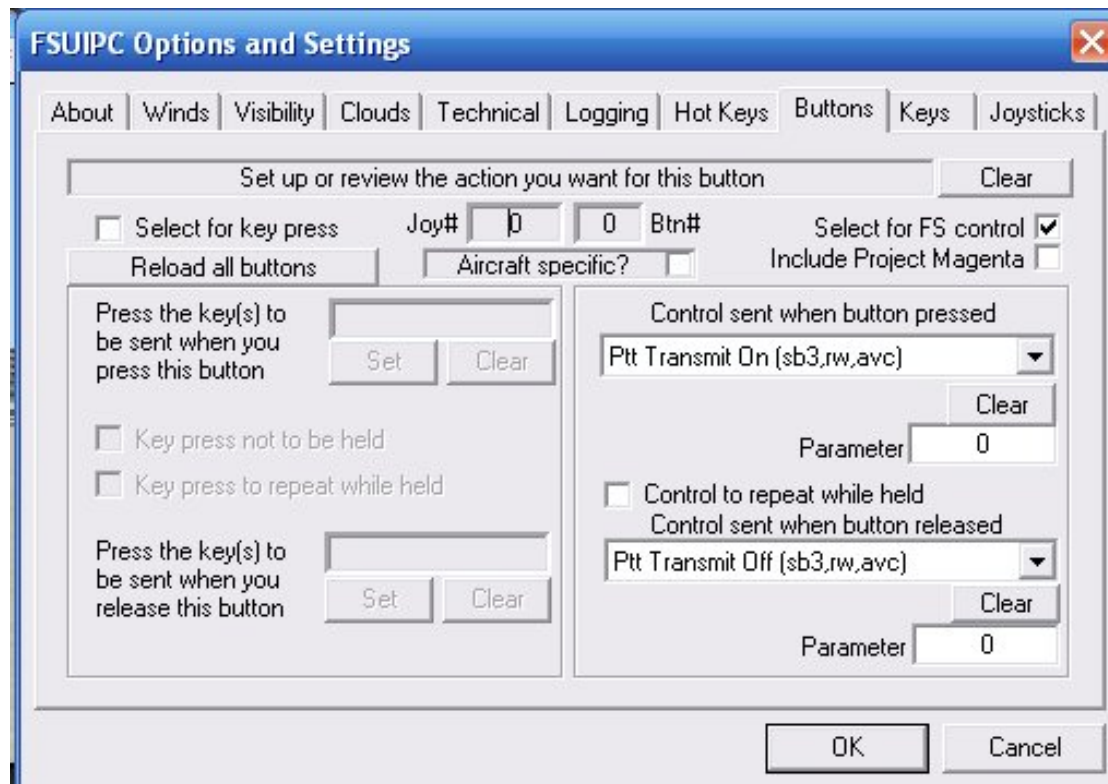 FSUIPC Options and Settings
About Winds Visibility Clouds Technical Logging Hot Keys Buttons Keys Joysticks
Set up or review the action you want for this button Clear
Select for key press Joy# 0 0 Btn# Select for FS control
Reload all buttons Aircraft specific? Include Project Magenta
Press the key(s) to
be sent when you
press this button
Set Clear
Key press not to be held
Key press to repeat while held
Press the key(s) to
be sent when you
release this button
Set Clear
Control sent when button pressed
Ptt Transmit On (sb3,rw,avc)
Clear
Parameter 0
Control to repeat while held
Control sent when button released
Ptt Transmit Off (sb3,rw,avc)
Clear
Parameter 0
OK Cancel